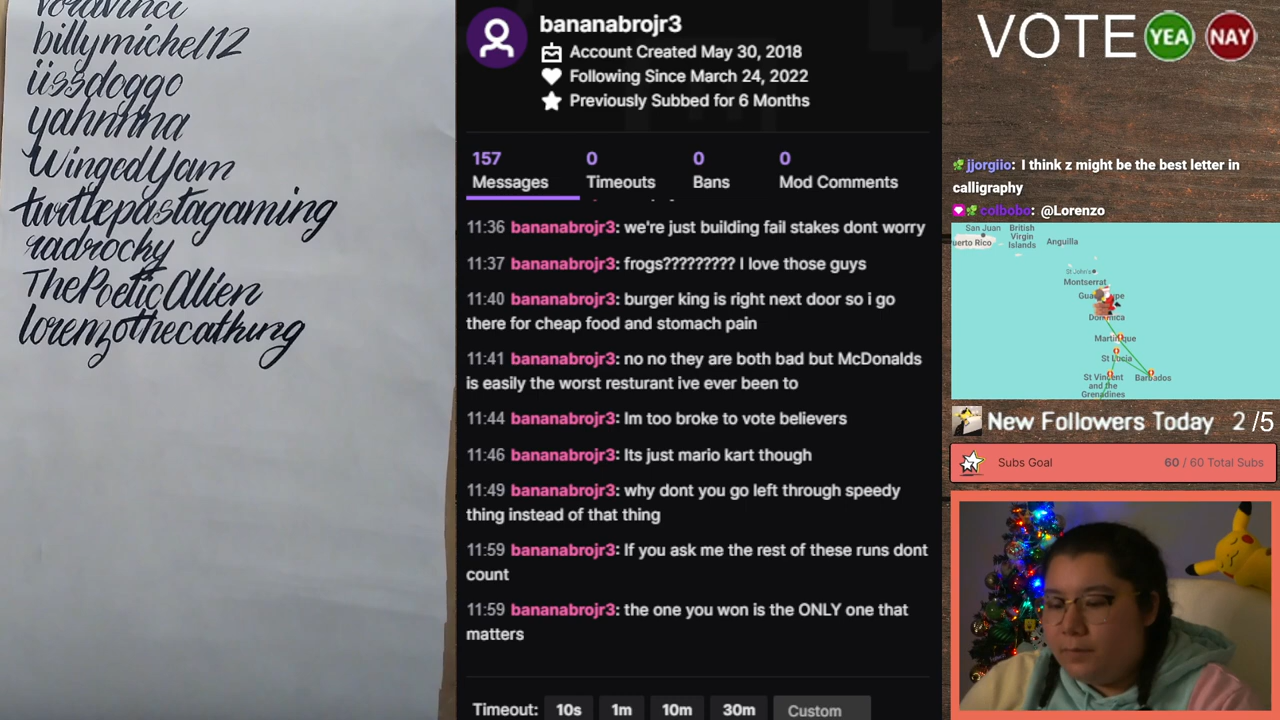 billymichel12
iissdoggo
yahnnna
WingedYam
turtlepastagaming
radrocky
ThePoeticAlien
lorenzothecatking
bananabrojr3
Account Created May 30, 2018
Following Since March 24, 2022
Previously Subbed for 6 Months
157 0 0 0
Messages Timeouts Bans Mod Comments
11:36 bananabrojr3: we're just building fail stakes dont worry
11:37 bananabrojr3: frogs????????? I love those guys
11:40 bananabrojr3: burger king is right next door so i go
there for cheap food and stomach pain
11:41 bananabrojr3: no no they are both bad but McDonalds
is easily the worst resturant ive ever been to
11:44 bananabrojr3: Im too broke to vote believers
11:46 bananabrojr3: Its just mario kart though
11:49 bananabrojr3: why dont you go left through speedy
thing instead of that thing
11:59 bananabrojr3: If you ask me the rest of these runs dont
count
11:59 bananabrojr3: the one you won is the ONLY one that
matters
Timeout: 10s 1m 10m 30m Custom
VOTE YEA NAY
jjorgiio: I think z might be the best letter in
calligraphy
colbobo: @Lorenzo
San Juan
British
Virgin
Islands
Anguilla
uerto Rico
St John's
Montserrat
Dominica
Martinique
St Lucia
St Vincent
and the
Grenadines
Barbados
New Followers Today 2 /5
Subs Goal 60 / 60 Total Subs